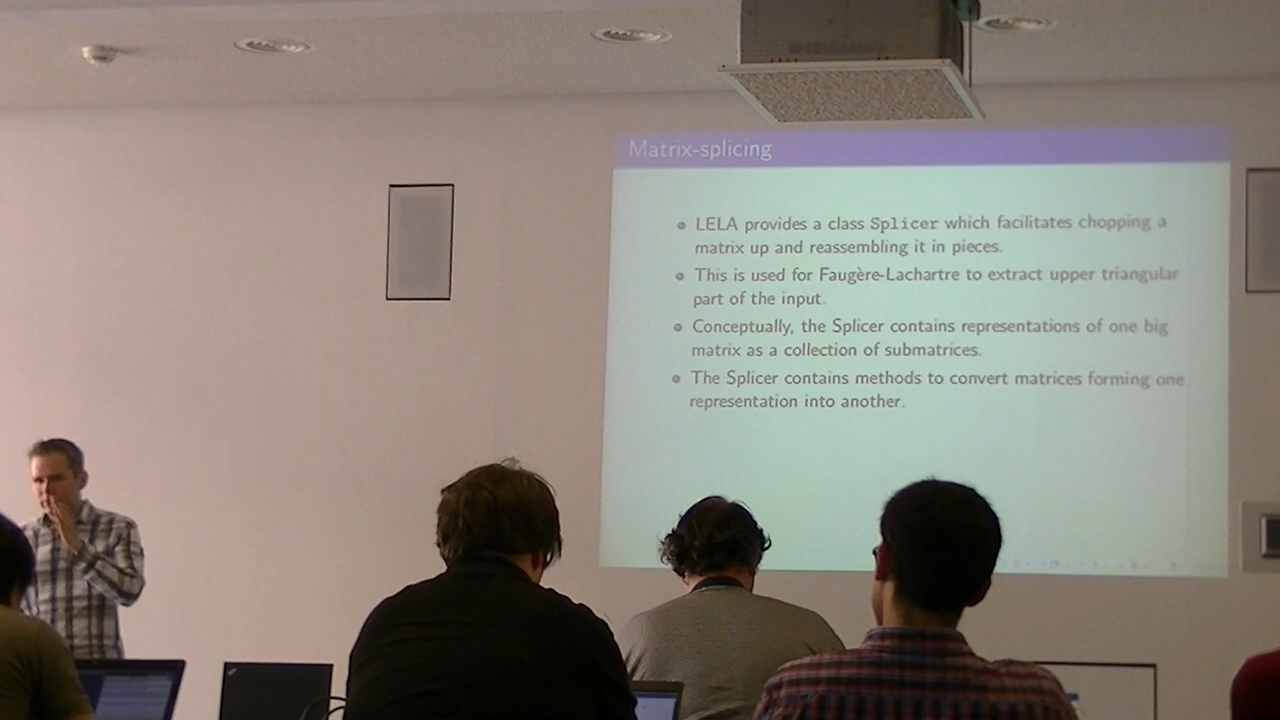 Matrix-splicing
LELA provides a class Splicer which facilitates chopping a
matrix up and reassembling it in pieces.
This is used for Faugère-Lachartre to extract upper triangular
part of the input.
Conceptually, the Splicer contains representations of one big
matrix as a collection of submatrices.
The Splicer contains methods to convert matrices forming one
representation into another.